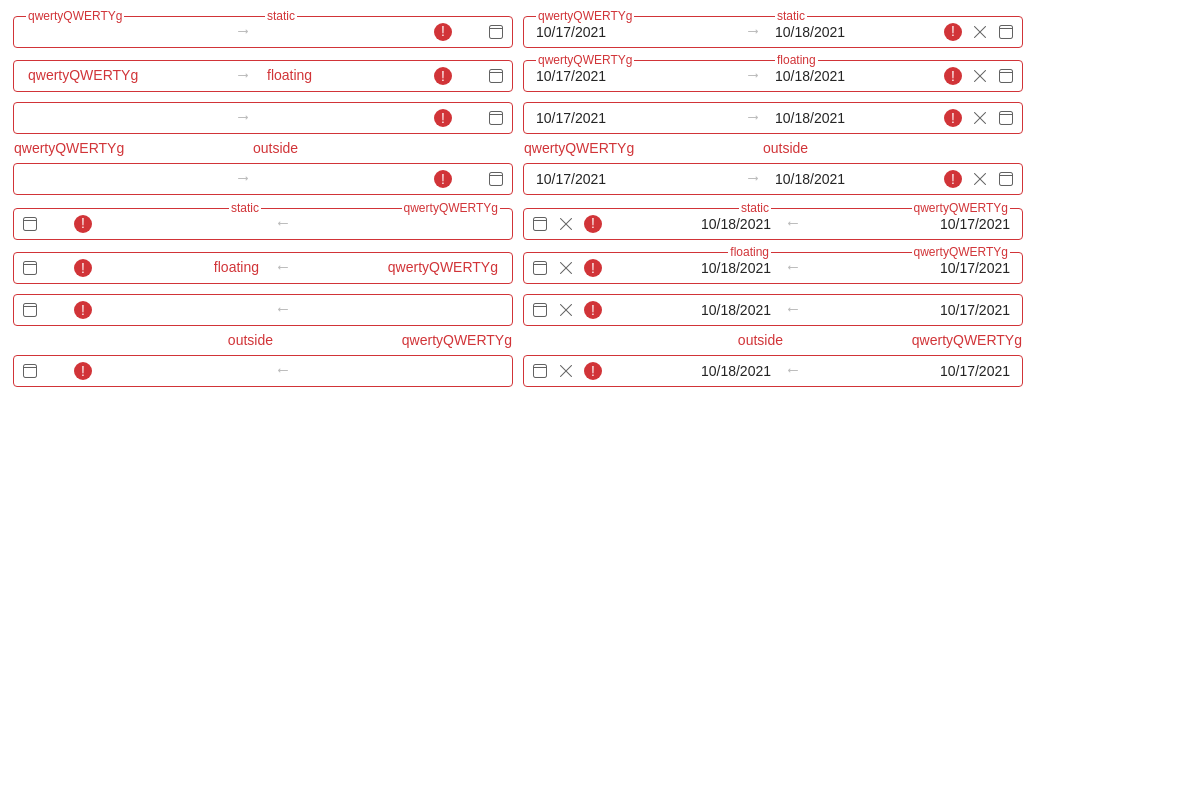 qwertyQWERTYg static qwertyQWERTYg static
→ ! 10/17/2021 → 10/18/2021 !
qwertyQWERTYg floating
qwertyQWERTYg → floating ! 10/17/2021 → 10/18/2021 !
→ ! 10/17/2021 → 10/18/2021 !
qwertyQWERTYg outside qwertyQWERTYg outside
→ ! 10/17/2021 → 10/18/2021 !
static qwertyQWERTYg static qwertyQWERTYg
! ← ! 10/18/2021 ← 10/17/2021
floating qwertyQWERTYg
! floating ← qwertyQWERTYg ! 10/18/2021 ← 10/17/2021
! ← ! 10/18/2021 ← 10/17/2021
outside qwertyQWERTYg outside qwertyQWERTYg
! ← ! 10/18/2021 ← 10/17/2021